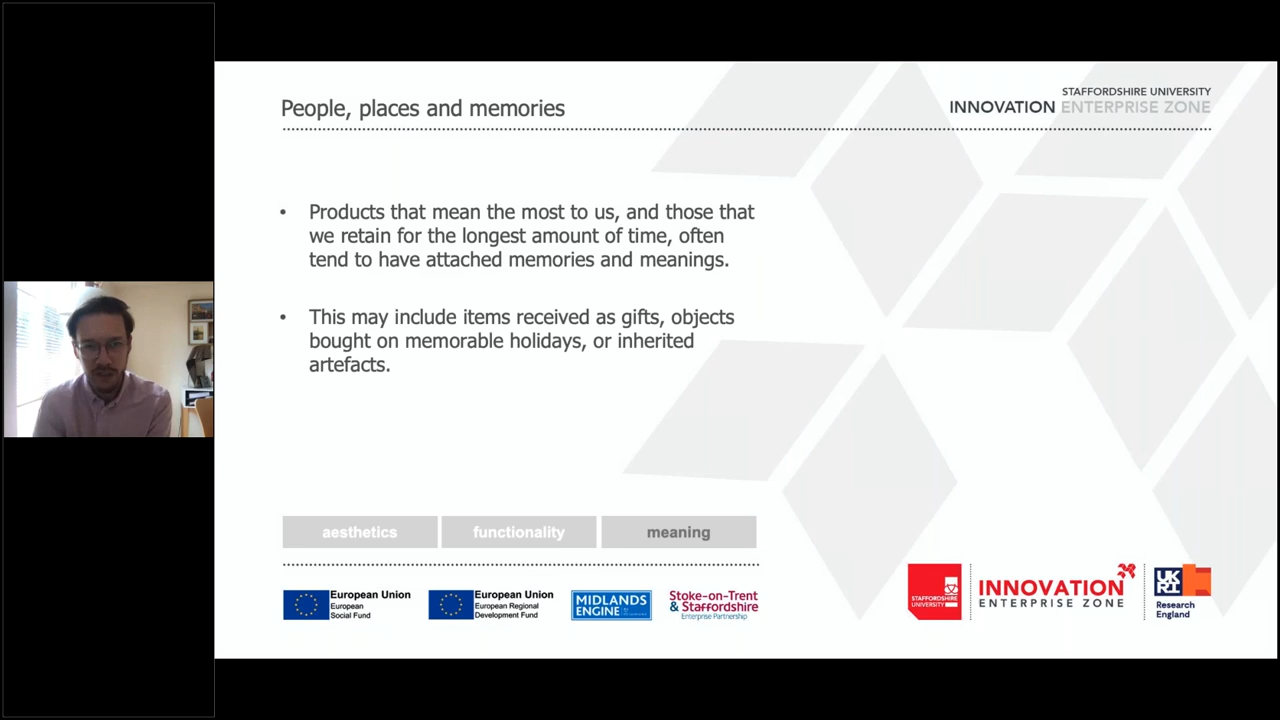 People, places and memories
STAFFORDSHIRE UNIVERSITY
INNOVATION ENTERPRISE ZONE
• Products that mean the most to us, and those that
we retain for the longest amount of time, often
tend to have attached memories and meanings.
• This may include items received as gifts, objects
bought on memorable holidays, or inherited
artefacts.
aesthetics functionality meaning
European Union
European
Social Fund
European Union
European Regional
Development Fund
MIDLANDS
ENGINE
Stoke-on-Trent
& Staffordshire
Enterprise Partnership
STAFFORDSHIRE
UNIVERSITY
INNOVATION
ENTERPRISE ZONE
UK
RI
Research
England